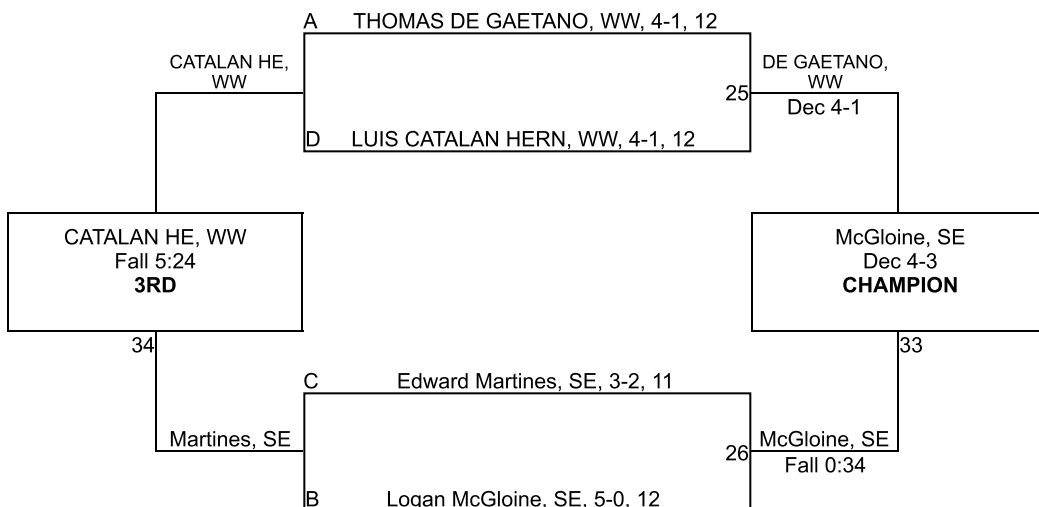 A THOMAS DE GAETANO, WW, 4-1, 12
CATALAN HE,
WW
DE GAETANO,
WW
25
Dec 4-1
D LUIS CATALAN HERN, WW, 4-1, 12
CATALAN HE, WW
Fall 5:24
3RD
McGloine, SE
Dec 4-3
CHAMPION
34
33
C Edward Martines, SE, 3-2, 11
Martines, SE
26
McGloine, SE
Fall 0:34
B Logan McGloine, SE, 5-0, 12